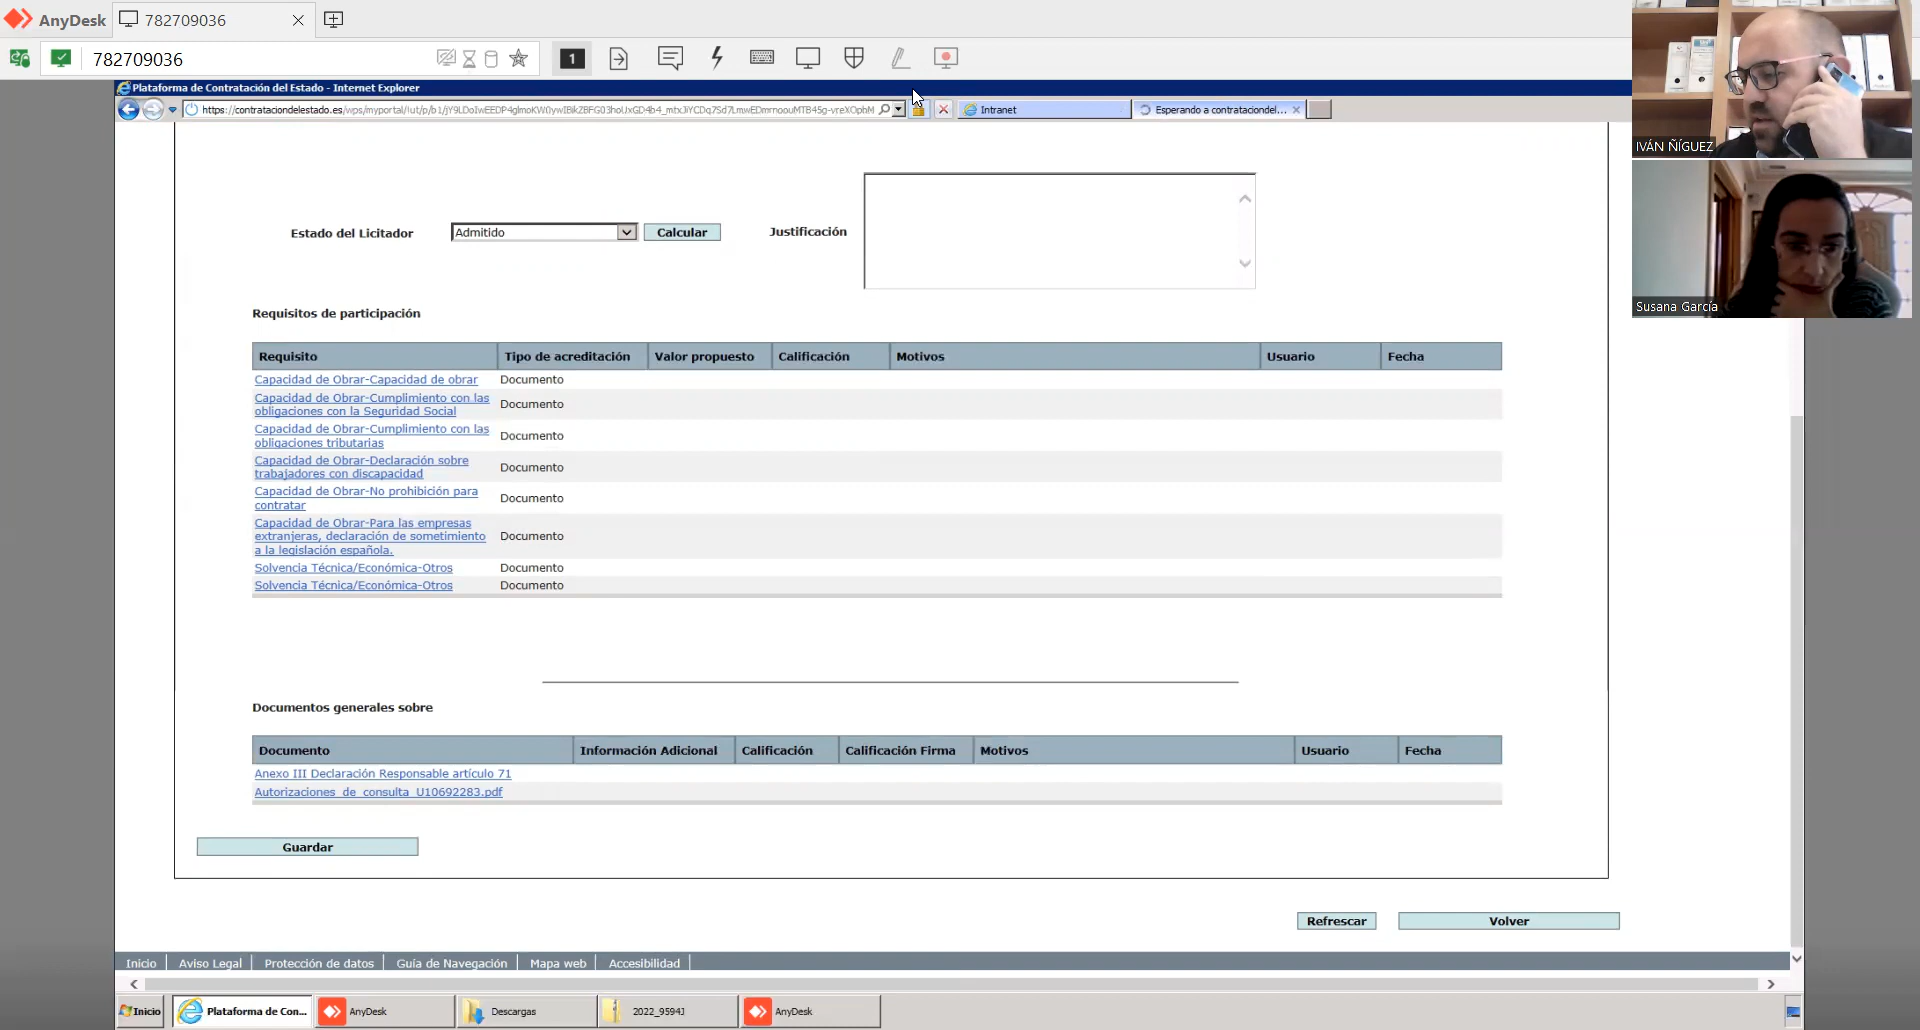 AnyDesk
782709036
782709036
1
Plataforma de Contratación del Estado - Internet Explorer
Intranet
Esperando a contrataciondel...
IVÁN ÑÍGUEZ
Susana García
Estado del Licitador
Admitido
Calcular
Justificación
Requisitos de participación
Requisito Tipo de acreditación Valor propuesto Calificación Motivos Usuario Fecha
Capacidad de Obrar-Capacidad de obrar Documento
Capacidad de Obrar-Cumplimiento con las
obligaciones con la Seguridad Social
Documento
Capacidad de Obrar-Cumplimiento con las
obligaciones tributarias
Documento
Capacidad de Obrar-Declaración sobre
trabajadores con discapacidad
Documento
Capacidad de Obrar-No prohibición para
contratar
Documento
Capacidad de Obrar-Para las empresas
extranjeras, declaración de sometimiento
a la legislación española.
Documento
Solvencia Técnica/Económica-Otros Documento
Solvencia Técnica/Económica-Otros Documento
Documentos generales sobre
Documento Información Adicional Calificación Calificación Firma Motivos Usuario Fecha
Anexo III Declaración Responsable artículo 71
Autorizaciones_de_consulta_U10692283.pdf
Guardar
Refrescar
Volver
Inicio Aviso Legal Protección de datos Guía de Navegación Mapa web Accesibilidad
Inicio
Plataforma de Con...
AnyDesk
Descargas
2022_9594J
AnyDesk